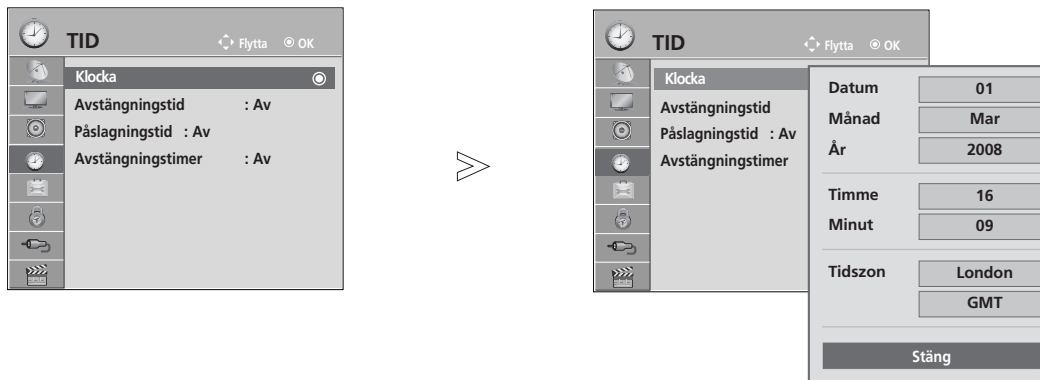 TID Flytta OK
Klocka
Avstängningstid : Av
Påslagningstid : Av
Avstängningstimer : Av
TID Flytta OK
Klocka
Avstängningstid
Påslagningstid : Av
Avstängningstimer
Datum 01
Månad Mar
År 2008
Timme 16
Minut 09
Tidszon London
GMT
Stäng